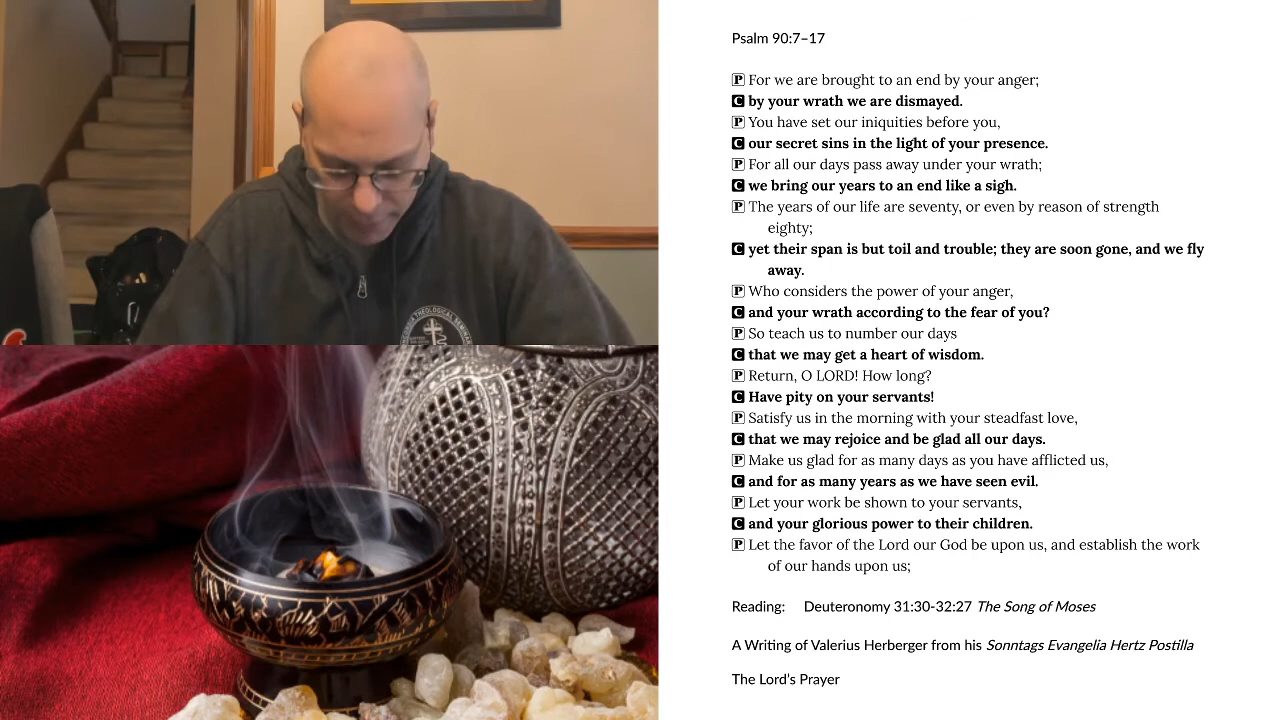 Psalm 90:7–17
P For we are brought to an end by your anger;
C by your wrath we are dismayed.
P You have set our iniquities before you,
C our secret sins in the light of your presence.
P For all our days pass away under your wrath;
C we bring our years to an end like a sigh.
P The years of our life are seventy, or even by reason of strength
eighty;
C yet their span is but toil and trouble; they are soon gone, and we fly
away.
P Who considers the power of your anger,
C and your wrath according to the fear of you?
P So teach us to number our days
C that we may get a heart of wisdom.
P Return, O LORD! How long?
C Have pity on your servants!
P Satisfy us in the morning with your steadfast love,
C that we may rejoice and be glad all our days.
P Make us glad for as many days as you have afflicted us,
C and for as many years as we have seen evil.
P Let your work be shown to your servants,
C and your glorious power to their children.
P Let the favor of the Lord our God be upon us, and establish the work
of our hands upon us;
Reading: Deuteronomy 31:30-32:27 The Song of Moses
A Writing of Valerius Herberger from his Sonntags Evangelia Hertz Postilla
The Lord's Prayer
THEOLOGICAL